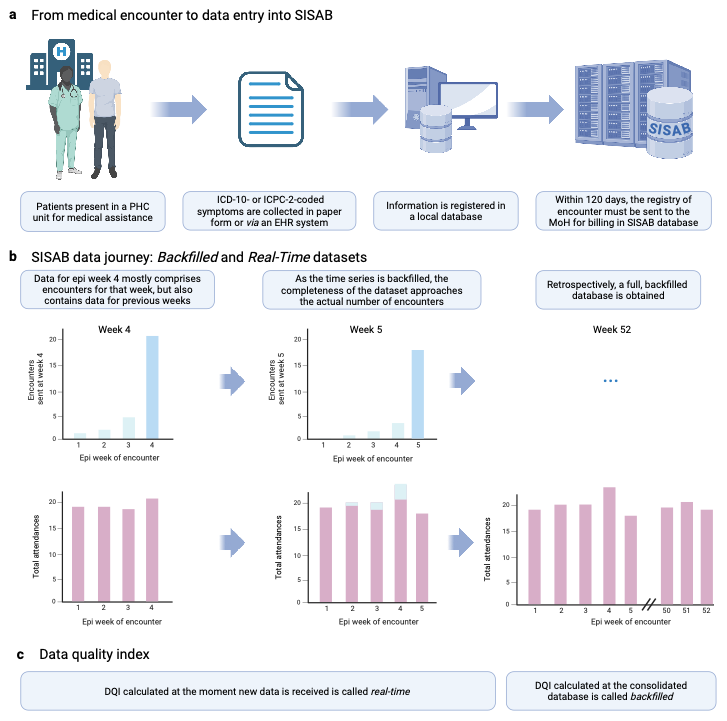 a From medical encounter to data entry into SISAB
H
SISAB
Patients present in a PHC
unit for medical assistance
ICD-10- or ICPC-2-coded
symptoms are collected in paper
form or via an EHR system
Information is registered in
a local database
Within 120 days, the registry of
encounter must be sent to the
MoH for billing in SISAB database
b SISAB data journey: Backfilled and Real-Time datasets
Data for epi week 4 mostly comprises
encounters for that week, but also
contains data for previous weeks
As the time series is backfilled, the
completeness of the dataset approaches
the actual number of encounters
Retrospectively, a full, backfilled
database is obtained
Week 4
Encounters
sent at week 4
20
15
10
5
0
1 2 3 4
Epi week of encounter
Week 5
Encounters
sent at week 5
20
15
10
5
0
1 2 3 4 5
Epi week of encounter
Week 52
...
Total attendances
20
15
10
5
0
1 2 3 4
Epi week of encounter
Total attendances
20
15
10
5
0
1 2 3 4 5
Epi week of encounter
Total attendances
20
15
10
5
0
1 2 3 4 5 // 50 51 52
Epi week of encounter
c Data quality index
DQI calculated at the moment new data is received is called real-time
DQI calculated at the consolidated
database is called backfilled